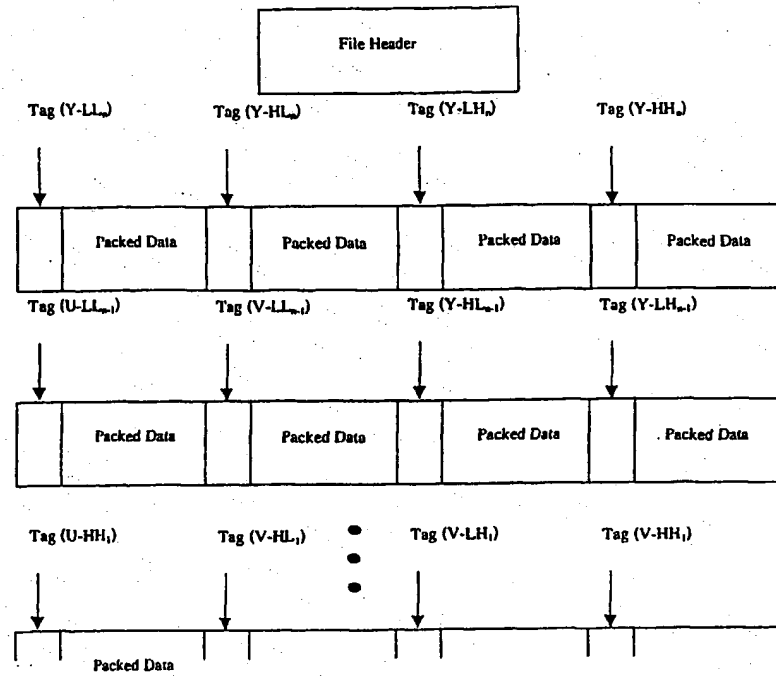 File Header
Tag (Y-LLₙ) Tag (Y-HLₙ) Tag (Y-LHₙ) Tag (Y-HHₙ)
Packed Data Packed Data Packed Data Packed Data
Tag (U-LLₙ₋₁) Tag (V-LLₙ₋₁) Tag (Y-HLₙ₋₁) Tag (Y-LHₙ₋₁)
Packed Data Packed Data Packed Data Packed Data
Tag (U-HH₁) Tag (V-HL₁) Tag (V-LH₁) Tag (V-HH₁)
Packed Data